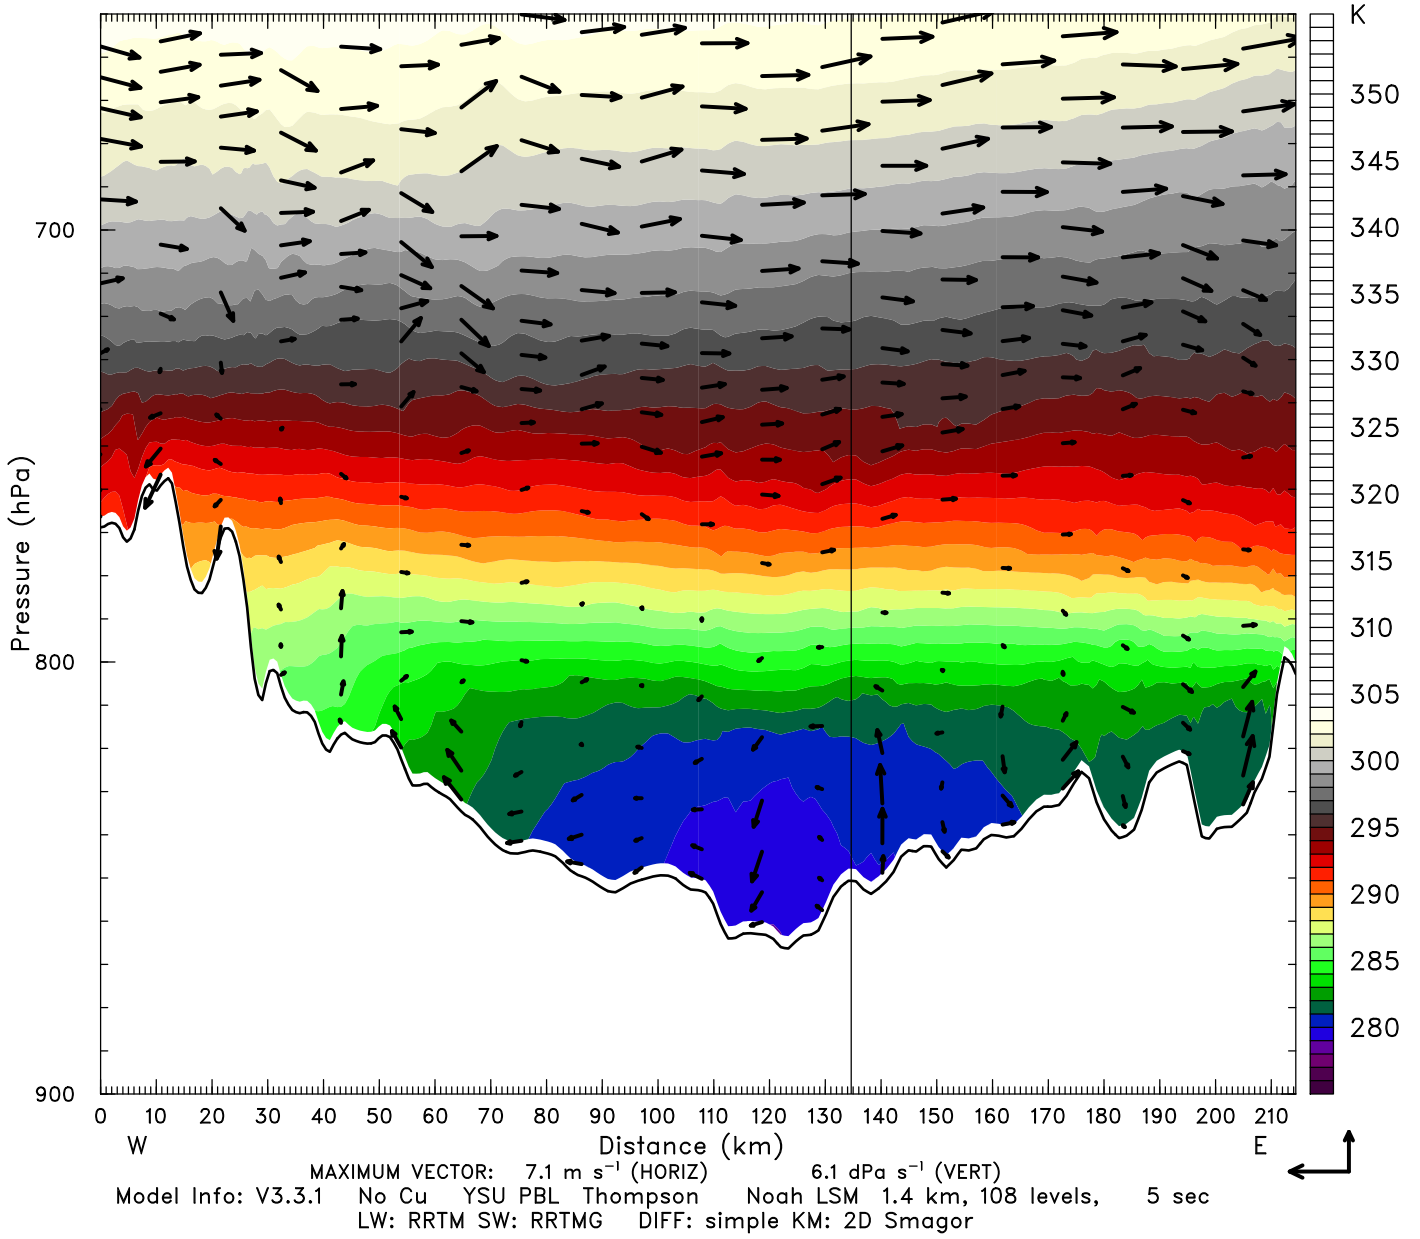 K
350
345
340
335
330
325
320
315
310
305
300
295
290
285
280
Pressure (hPa)
700
800
900
0 10 20 30 40 50 60 70 80 90 100 110 120 130 140 150 160 170 180 190 200 210
W Distance (km) E
MAXIMUM VECTOR: 7.1 m s⁻¹ (HORIZ) 6.1 dPa s⁻¹ (VERT)
Model Info: V3.3.1 No Cu YSU PBL Thompson Noah LSM 1.4 km, 108 levels, 5 sec
LW: RRTM SW: RRTMG DIFF: simple KM: 2D Smagor